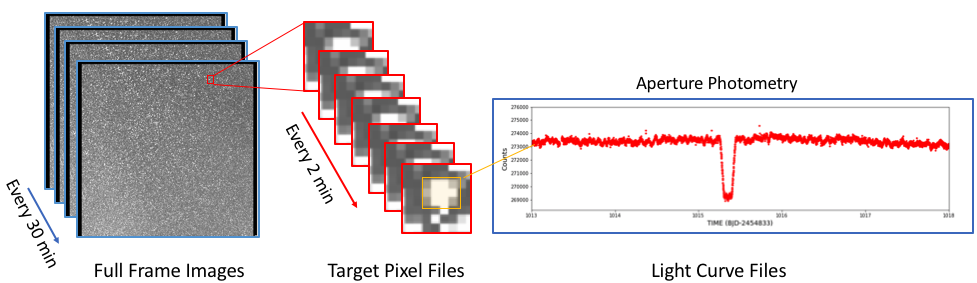 Every 30 min
Full Frame Images
Every 2 min
Target Pixel Files
Aperture Photometry
276000
275000
274000
273000
272000
271000
270000
269000
Counts
1013 1014 1015 1016 1017 1018
TIME (BJD-2454833)
Light Curve Files